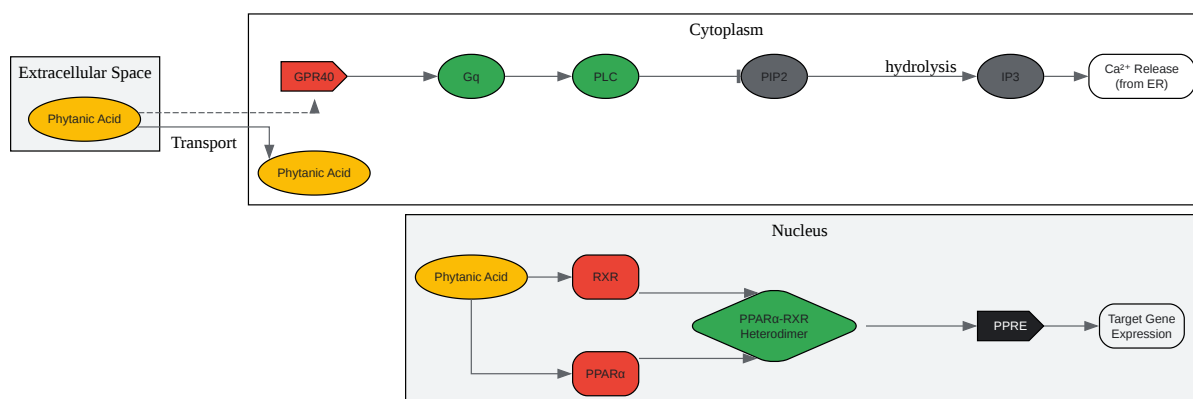 Cytoplasm
Extracellular Space
GPR40
Gq
PLC
PIP2
hydrolysis
IP3
Ca²⁺ Release
(from ER)
Phytanic Acid
Transport
Phytanic Acid
Nucleus
Phytanic Acid
RXR
PPARα-RXR
Heterodimer
PPRE
Target Gene
Expression
PPARα